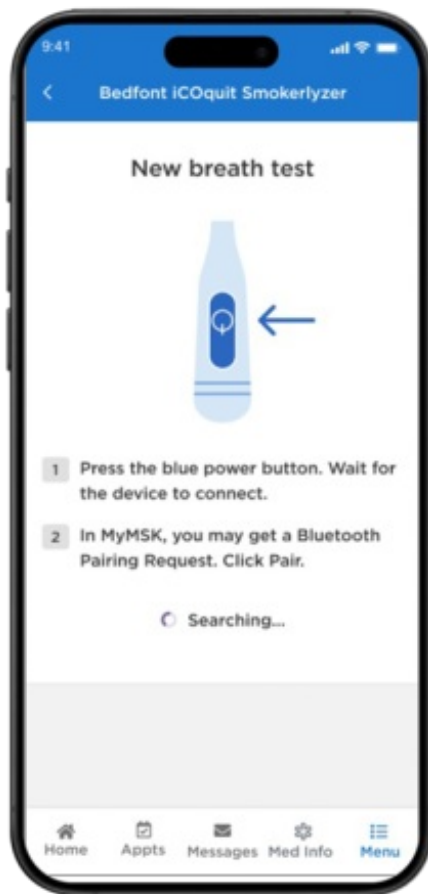 9:41
Bedfont iCOquit Smokerlyzer
New breath test
1 Press the blue power button. Wait for
the device to connect.
2 In MyMSK, you may get a Bluetooth
Pairing Request. Click Pair.
Searching...
Home Appts Messages Med Info Menu